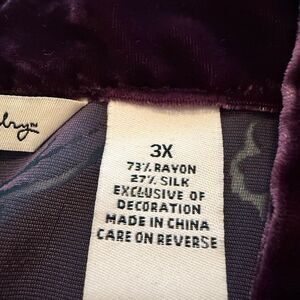 3X
73% RAYON
27% SILK
EXCLUSIVE OF
DECORATION
MADE IN CHINA
CARE ON REVERSE